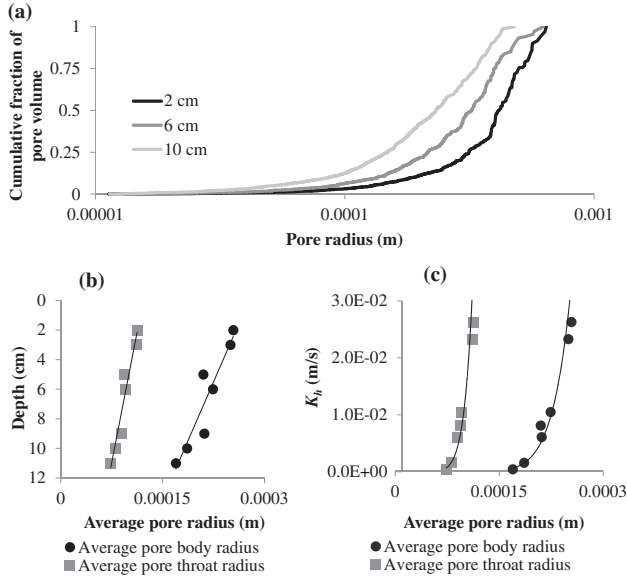 (a)
Cumulative fraction of
pore volume
1
0.75
0.5
0.25
0
2 cm
6 cm
10 cm
0.00001
0.0001
0.001
Pore radius (m)
(b)
Depth (cm)
0
2
4
6
8
10
12
0
0.00015
0.0003
Average pore radius (m)
Average pore body radius
Average pore throat radius
(c)
Kh (m/s)
3.0E-02
2.0E-02
1.0E-02
0.0E+00
0
0.00015
0.0003
Average pore radius (m)
Average pore body radius
Average pore throat radius